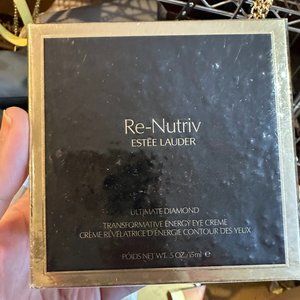 Re-Nutriv
ESTĒE LAUDER
ULTIMATE DIAMOND
TRANSFORMATIVE ENERGY EYE CREME
CRÈME RÉVÉLATRICE D'ÉNERGIE CONTOUR DES YEUX
POIDS NET WT. .5 OZ./15ml ℮